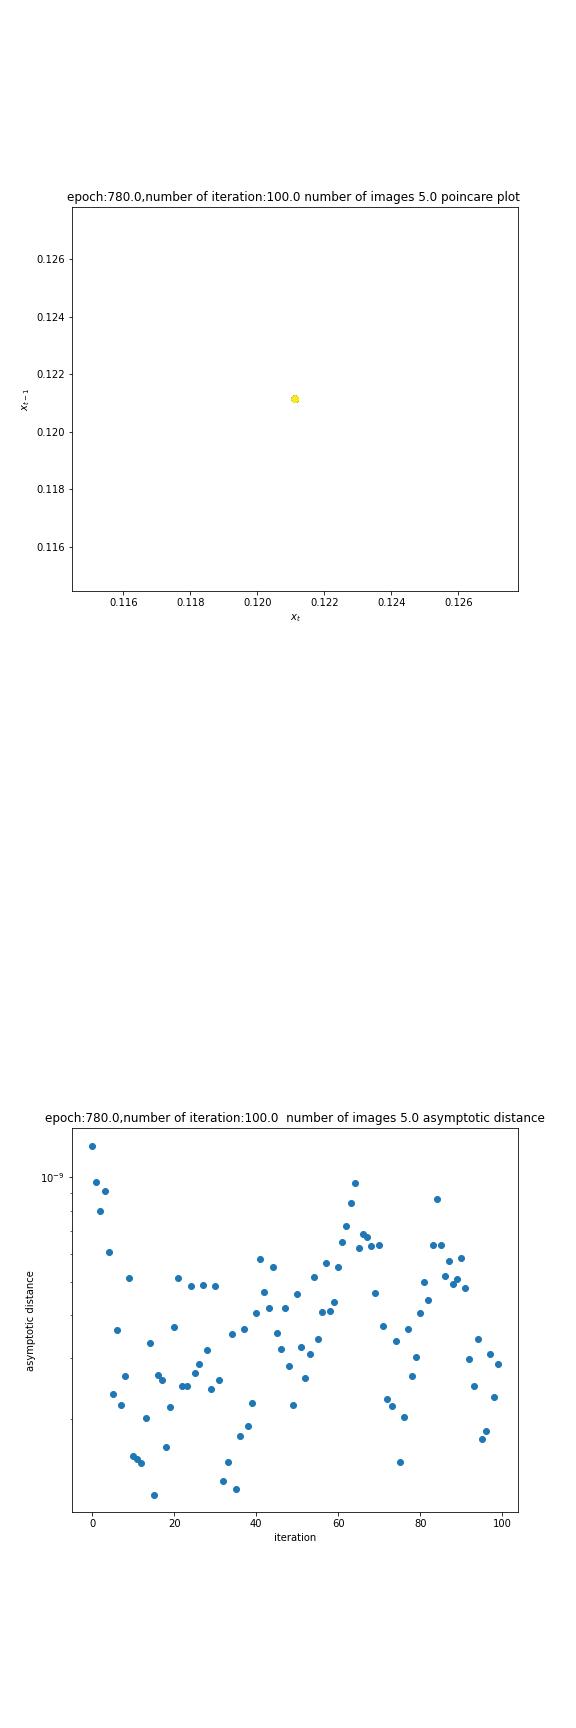 epoch:780.0,number of iteration:100.0 number of images 5.0 poincare plot
0.126
0.124
0.122
0.120
0.118
0.116
x_{t-1}
0.116 0.118 0.120 0.122 0.124 0.126
x_t
epoch:780.0,number of iteration:100.0  number of images 5.0 asymptotic distance
10^{-9}
asymptotic distance
0 20 40 60 80 100
iteration